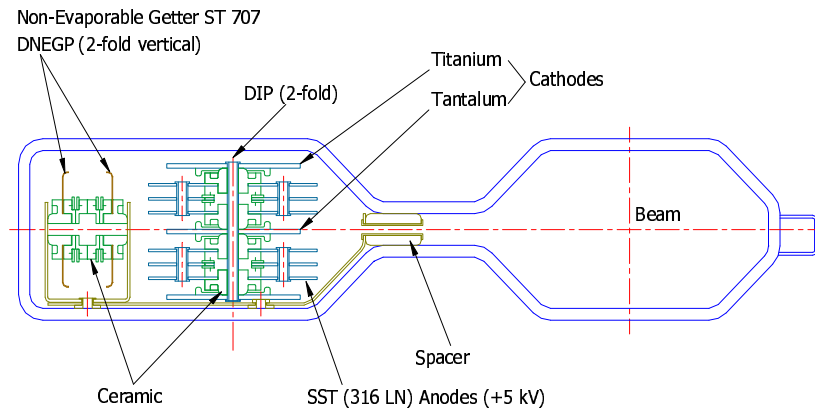 Non-Evaporable Getter ST 707
DNEGP (2-fold vertical)
DIP (2-fold)
Titanium
Tantalum
Cathodes
Beam
Spacer
Ceramic
SST (316 LN) Anodes (+5 kV)